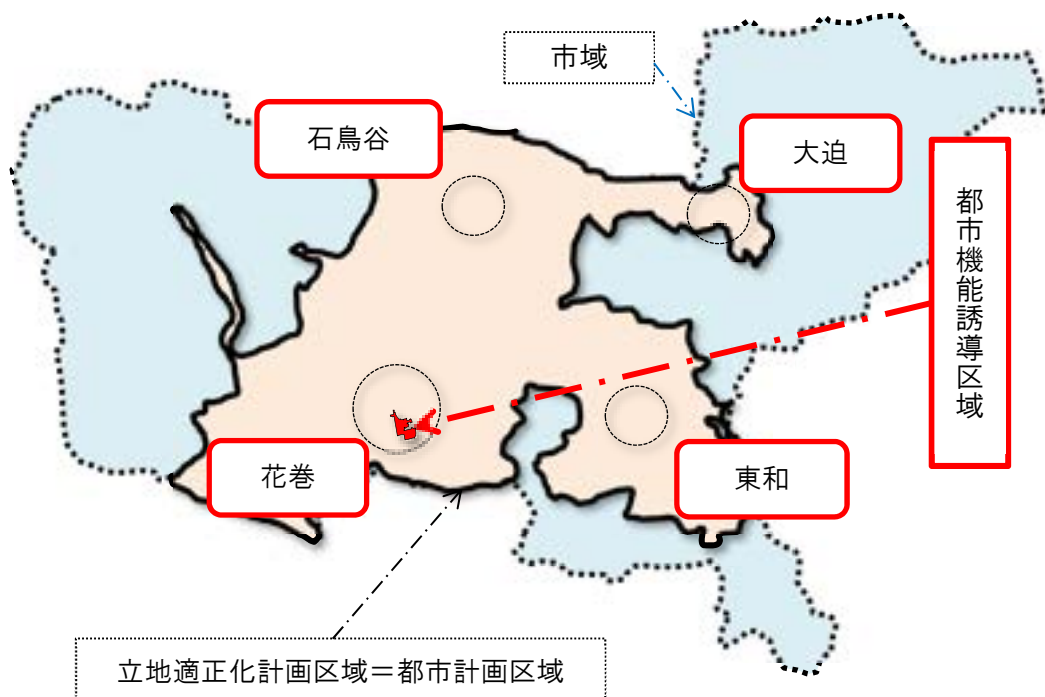 市域
石鳥谷
大迫
都市機能誘導区域
花巻
東和
立地適正化計画区域＝都市計画区域